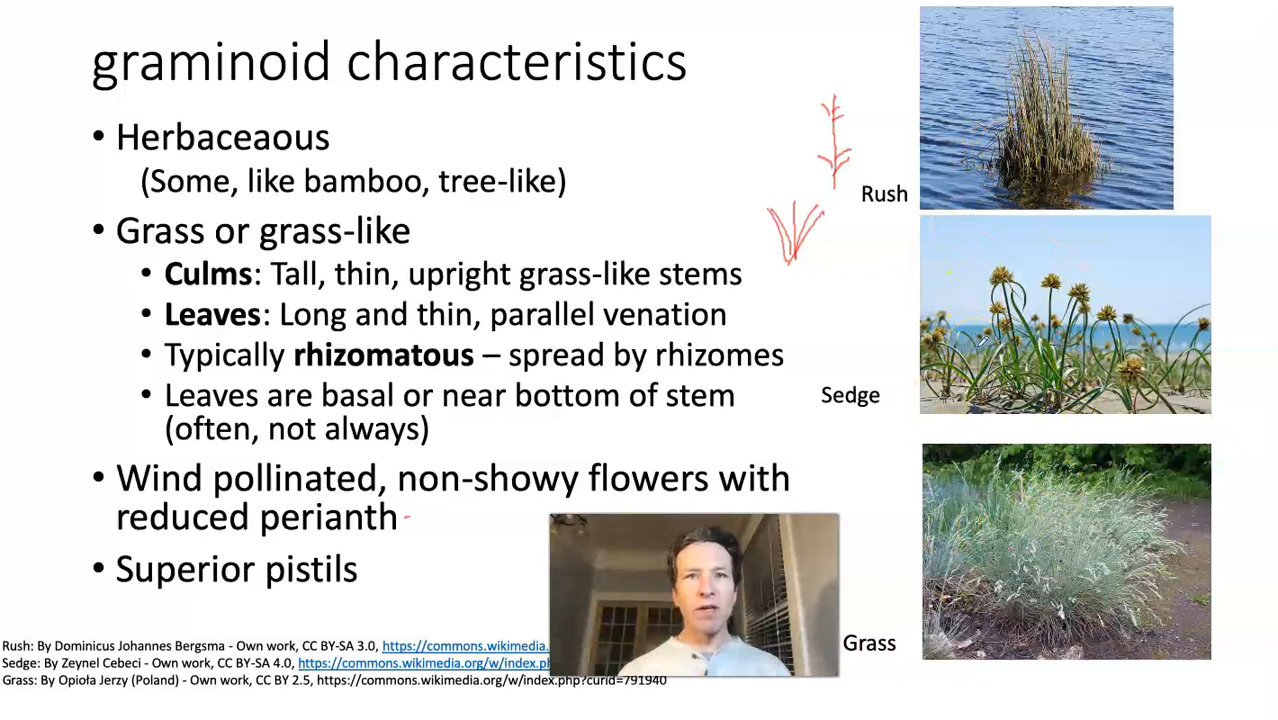 graminoid characteristics
• Herbaceaous
(Some, like bamboo, tree-like)
• Grass or grass-like
• Culms: Tall, thin, upright grass-like stems
• Leaves: Long and thin, parallel venation
• Typically rhizomatous – spread by rhizomes
• Leaves are basal or near bottom of stem
(often, not always)
• Wind pollinated, non-showy flowers with
reduced perianth
• Superior pistils
Rush
Sedge
Grass
Rush: By Dominicus Johannes Bergsma - Own work, CC BY-SA 3.0, https://commons.wikimedia.
Sedge: By Zeynel Cebeci - Own work, CC BY-SA 4.0, https://commons.wikimedia.org/w/index.ph
Grass: By Opioła Jerzy (Poland) - Own work, CC BY 2.5, https://commons.wikimedia.org/w/index.php?curid=791940